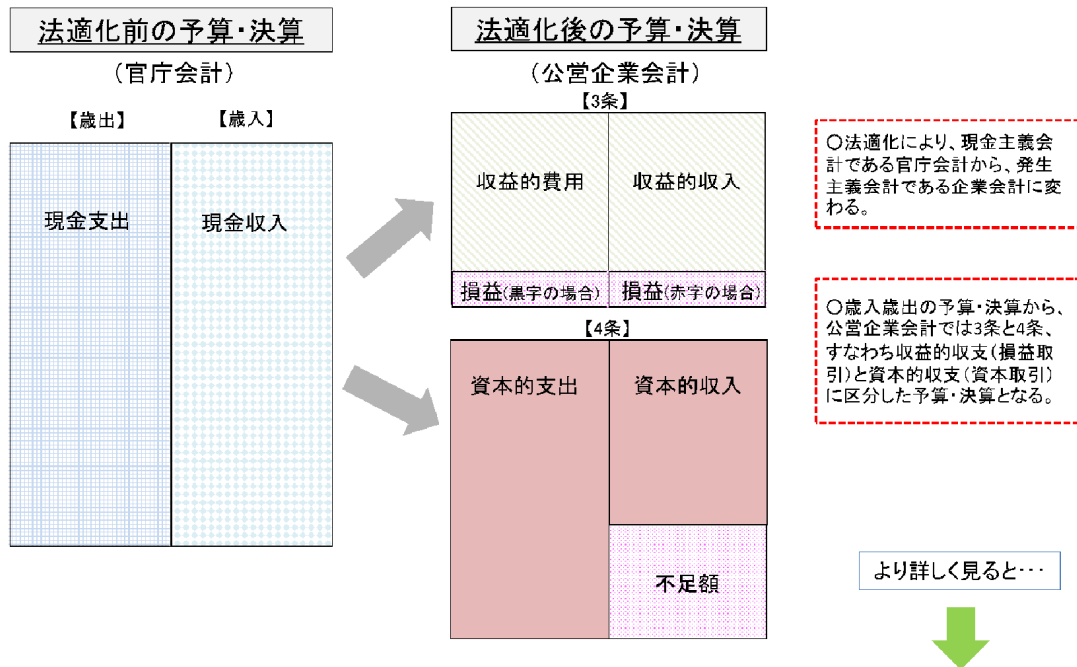 法適化前の予算・決算
(官庁会計)
【歳出】
【歳入】
現金支出
現金収入
法適化後の予算・決算
(公営企業会計)
【3条】
収益的費用
収益的収入
損益(黒字の場合)
損益(赤字の場合)
【4条】
資本的支出
資本的収入
不足額
○法適化により、現金主義会
計である官庁会計から、発生
主義会計である企業会計に変
わる。
○歳入歳出の予算・決算から、
公営企業会計では3条と4条、
すなわち収益的収支(損益取
引)と資本的収支(資本取引)
に区分した予算・決算となる。
より詳しく見ると・・・